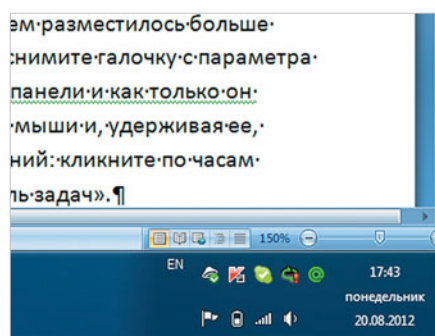 ем·разместилось·больше·
снимите·галочку·с·параметра·
панели·и·как·только·он·
·мыши·и,·удерживая·ее,·
ний:·кликните·по·часам·
ль·задач».¶
150%
EN
17:43
понедельник
20.08.2012